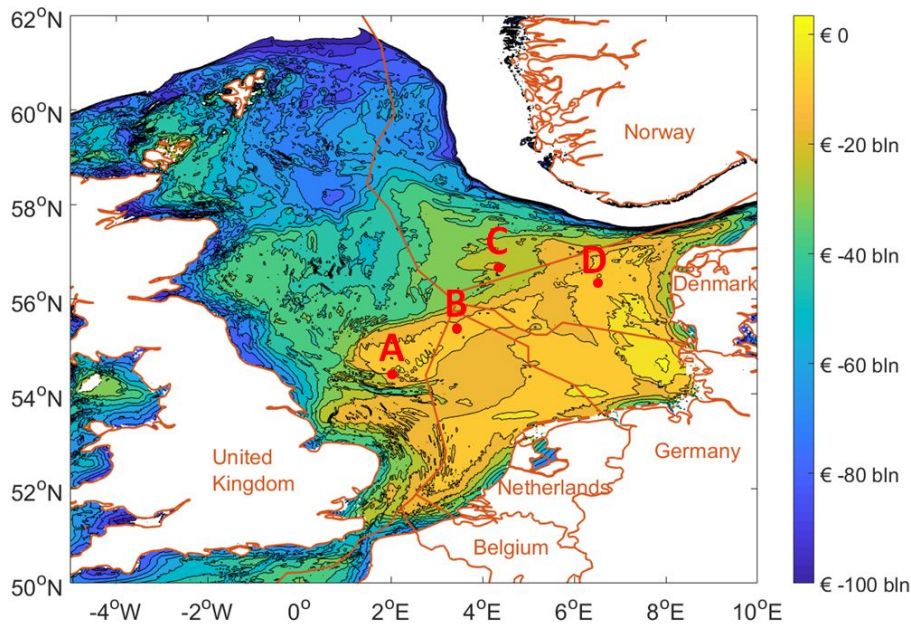 62°N
60°N
58°N
56°N
54°N
52°N
50°N
-4°W
-2°W
0°E
2°E
4°E
6°E
8°E
10°E
Norway
C
D
Denmark
B
A
United
Kingdom
Germany
Netherlands
Belgium
€ 0
€ -20 bln
€ -40 bln
€ -60 bln
€ -80 bln
€ -100 bln